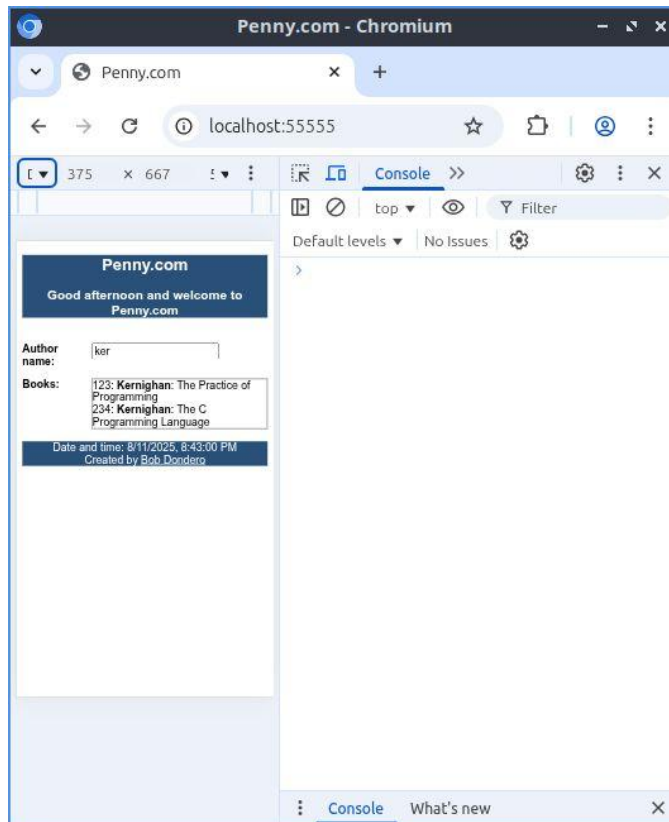 Penny.com - Chromium
Penny.com
localhost:55555
375 × 667
Console
top
Filter
Default levels
No Issues
Penny.com
Good afternoon and welcome to
Penny.com
Author
name:
ker
Books:
123: Kernighan: The Practice of
Programming
234: Kernighan: The C
Programming Language
Date and time: 8/11/2025, 8:43:00 PM
Created by Bob Dondero
Console What's new